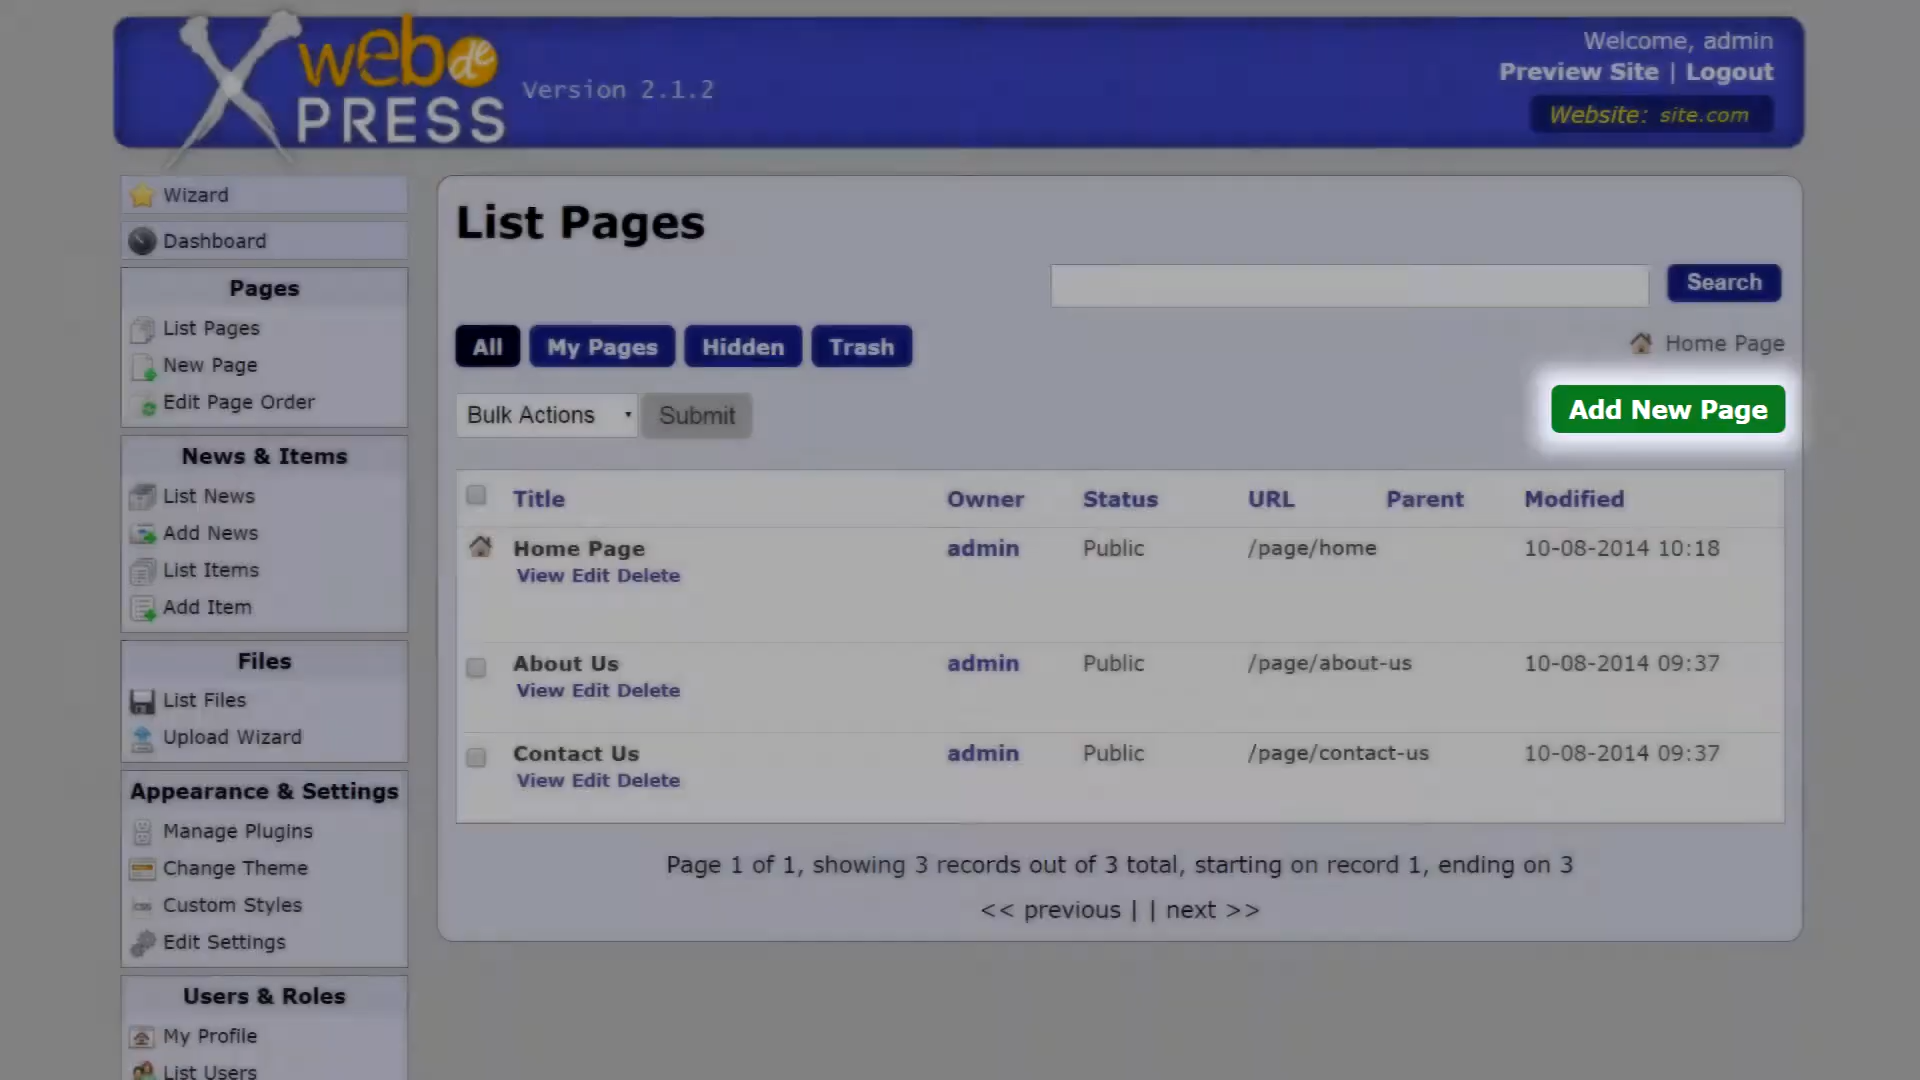 web de
XPRESS
Version 2.1.2
Welcome, admin
Preview Site | Logout
Website: site.com
Wizard
Dashboard
Pages
List Pages
New Page
Edit Page Order
News & Items
List News
Add News
List Items
Add Item
Files
List Files
Upload Wizard
Appearance & Settings
Manage Plugins
Change Theme
Custom Styles
Edit Settings
Users & Roles
My Profile
List Users
List Pages
Search
All My Pages Hidden Trash
Home Page
Bulk Actions Submit
Add New Page
Title Owner Status URL Parent Modified
Home Page admin Public /page/home 10-08-2014 10:18
View Edit Delete
About Us admin Public /page/about-us 10-08-2014 09:37
View Edit Delete
Contact Us admin Public /page/contact-us 10-08-2014 09:37
View Edit Delete
Page 1 of 1, showing 3 records out of 3 total, starting on record 1, ending on 3
<< previous | | next >>